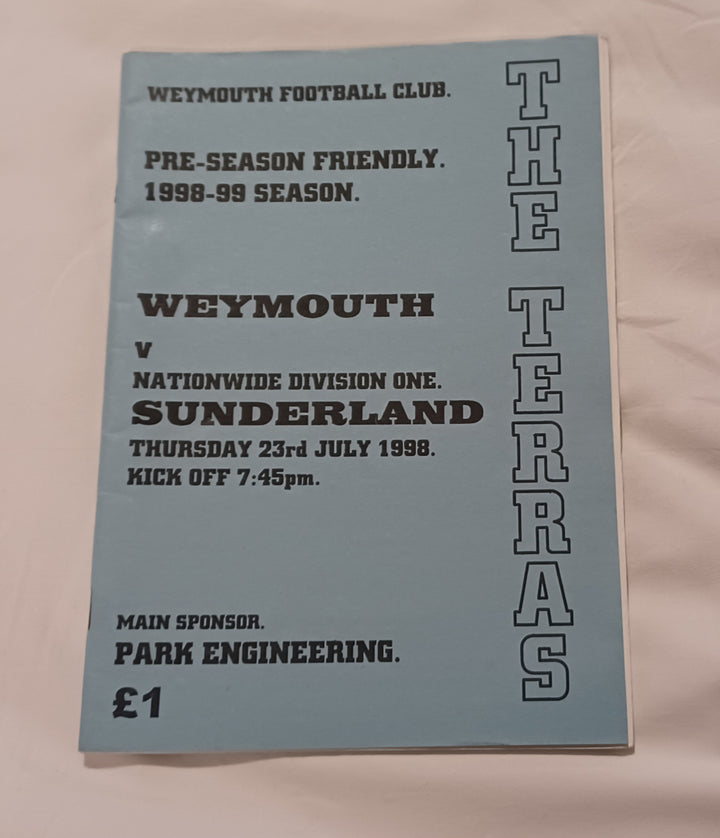 WEYMOUTH FOOTBALL CLUB.
PRE-SEASON FRIENDLY.
1998-99 SEASON.
WEYMOUTH
V
NATIONWIDE DIVISION ONE.
SUNDERLAND
THURSDAY 23rd JULY 1998.
KICK OFF 7:45pm.
MAIN SPONSOR.
PARK ENGINEERING.
£1
THE TERRAS